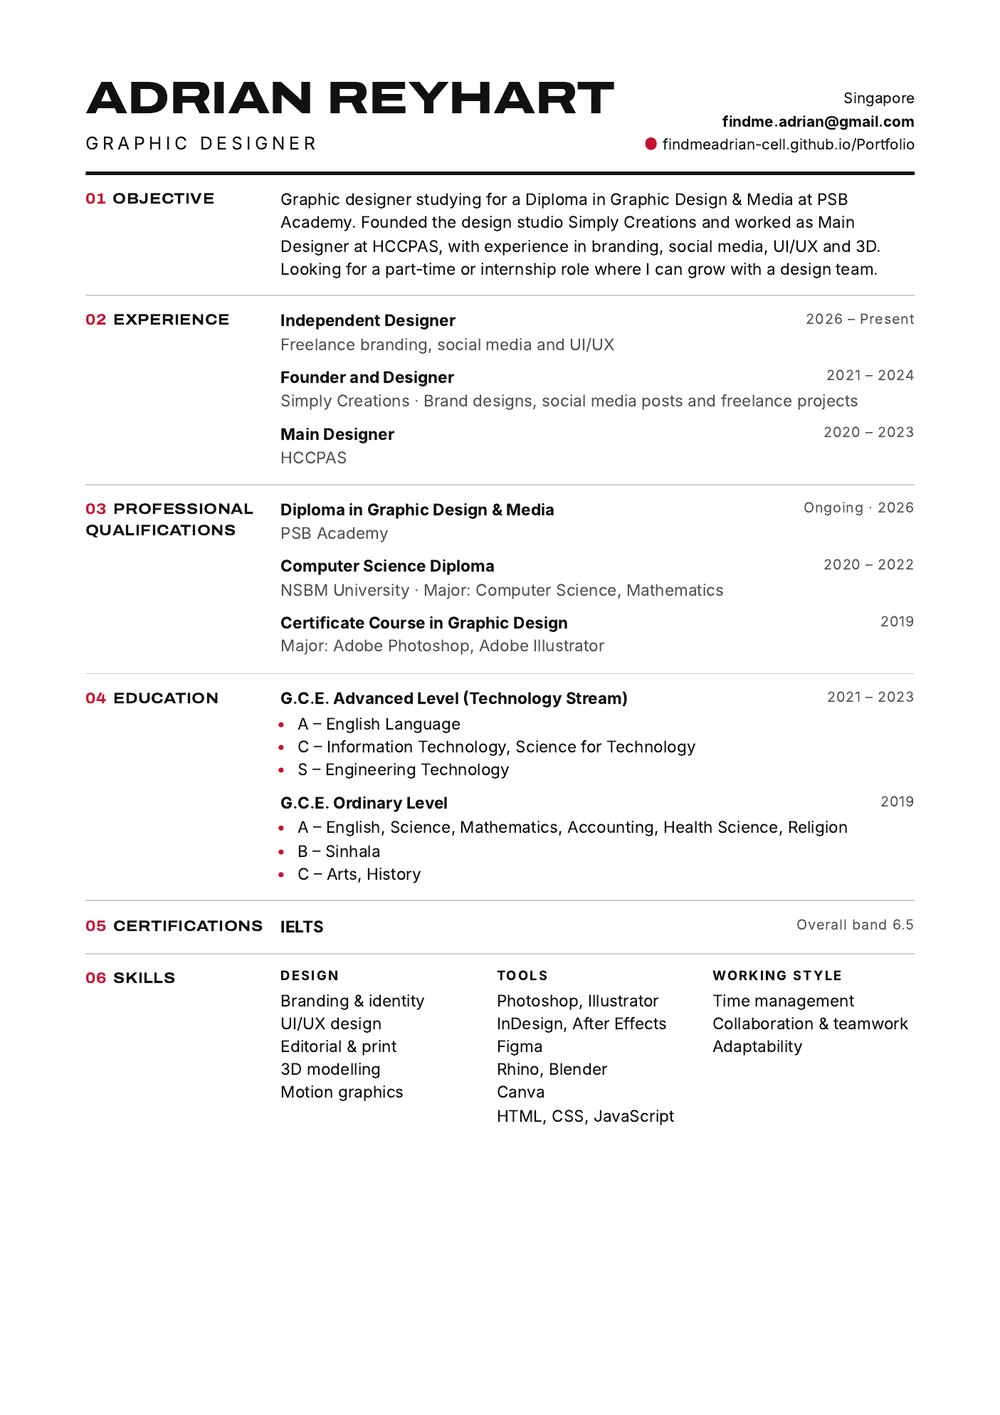 ADRIAN REYHART
GRAPHIC DESIGNER
Singapore
findme.adrian@gmail.com
findmeadrian-cell.github.io/Portfolio
01 OBJECTIVE
Graphic designer studying for a Diploma in Graphic Design & Media at PSB
Academy. Founded the design studio Simply Creations and worked as Main
Designer at HCCPAS, with experience in branding, social media, UI/UX and 3D.
Looking for a part-time or internship role where I can grow with a design team.
02 EXPERIENCE
Independent Designer 2026 – Present
Freelance branding, social media and UI/UX
Founder and Designer 2021 – 2024
Simply Creations · Brand designs, social media posts and freelance projects
Main Designer 2020 – 2023
HCCPAS
03 PROFESSIONAL
QUALIFICATIONS
Diploma in Graphic Design & Media Ongoing · 2026
PSB Academy
Computer Science Diploma 2020 – 2022
NSBM University · Major: Computer Science, Mathematics
Certificate Course in Graphic Design 2019
Major: Adobe Photoshop, Adobe Illustrator
04 EDUCATION
G.C.E. Advanced Level (Technology Stream) 2021 – 2023
• A – English Language
• C – Information Technology, Science for Technology
• S – Engineering Technology
G.C.E. Ordinary Level 2019
• A – English, Science, Mathematics, Accounting, Health Science, Religion
• B – Sinhala
• C – Arts, History
05 CERTIFICATIONS
IELTS Overall band 6.5
06 SKILLS
DESIGN
Branding & identity
UI/UX design
Editorial & print
3D modelling
Motion graphics
TOOLS
Photoshop, Illustrator
InDesign, After Effects
Figma
Rhino, Blender
Canva
HTML, CSS, JavaScript
WORKING STYLE
Time management
Collaboration & teamwork
Adaptability